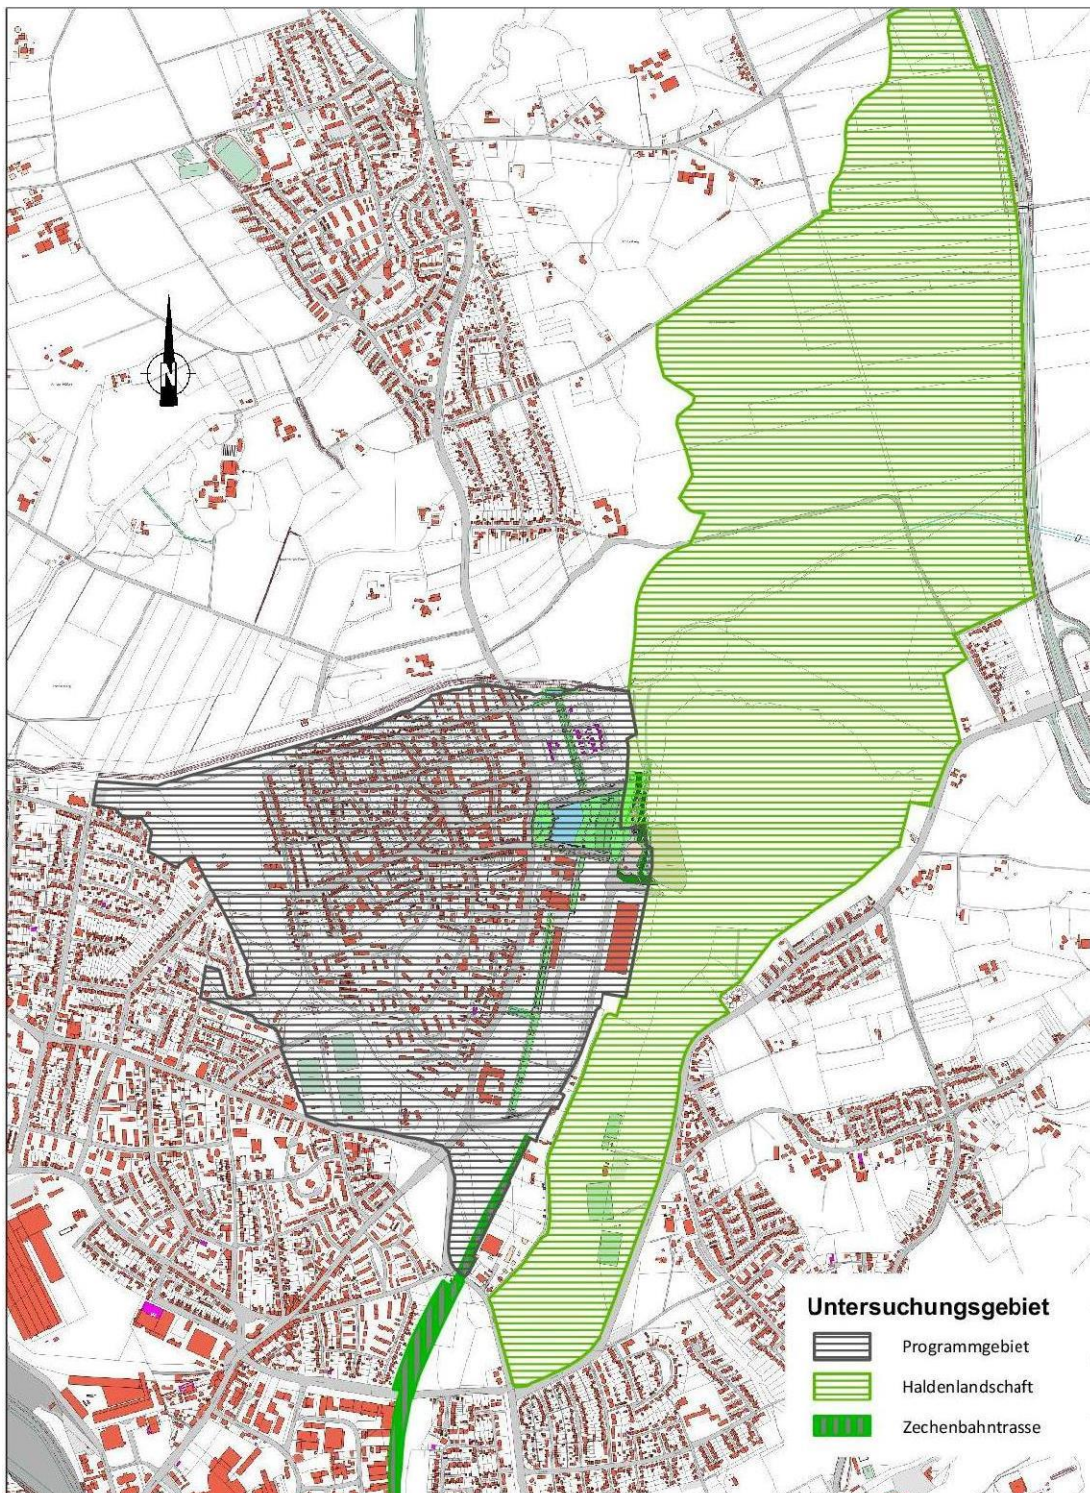 N
Untersuchungsgebiet
Programmgebiet
Haldenlandschaft
Zechenbahntrasse